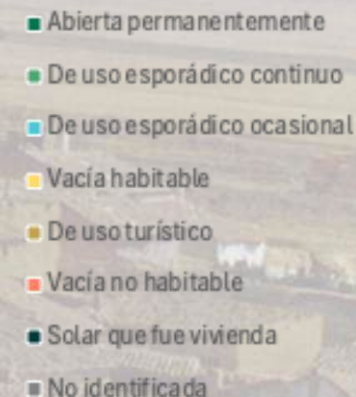 Abierta permanentemente
De uso esporádico continuo
De uso esporádico ocasional
Vacía habitable
De uso turístico
Vacía no habitable
Solar que fue vivienda
No identificada